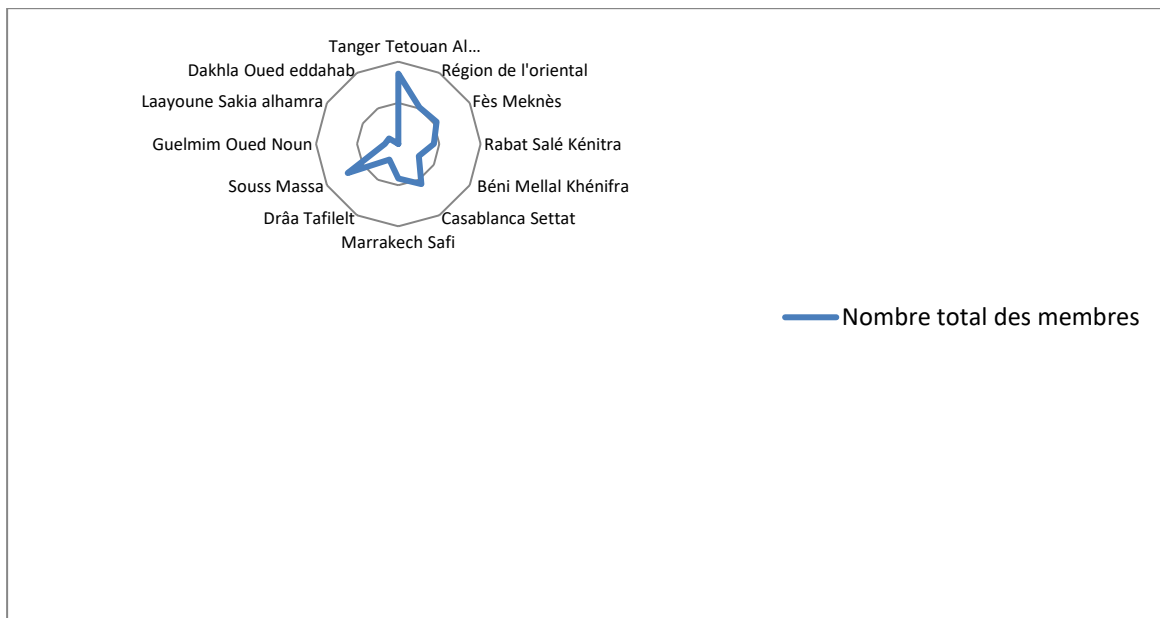 Tanger Tetouan Al…
Dakhla Oued eddahab
Région de l'oriental
Laayoune Sakia alhamra
Fès Meknès
Guelmim Oued Noun
Rabat Salé Kénitra
Souss Massa
Béni Mellal Khénifra
Drâa Tafilelt
Casablanca Settat
Marrakech Safi
Nombre total des membres